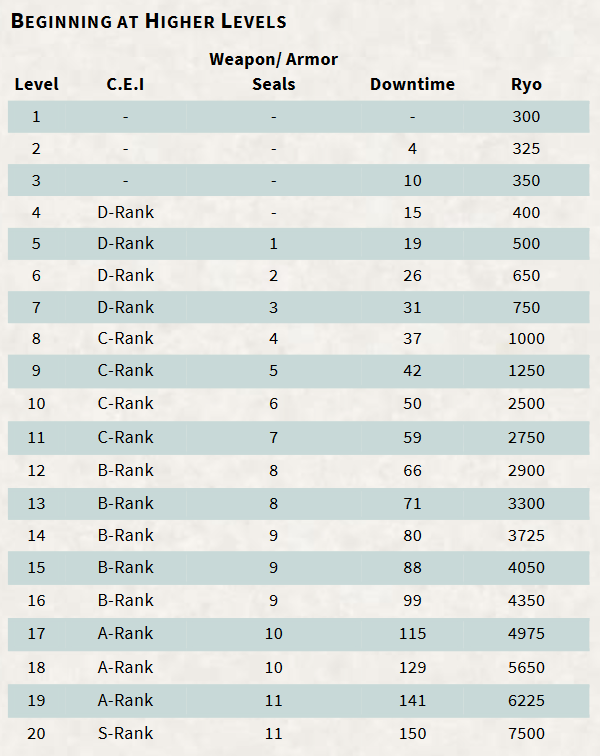 BEGINNING AT HIGHER LEVELS
Weapon/ Armor
Level C.E.I Seals Downtime Ryo
1 - - - 300
2 - - 4 325
3 - - 10 350
4 D-Rank - 15 400
5 D-Rank 1 19 500
6 D-Rank 2 26 650
7 D-Rank 3 31 750
8 C-Rank 4 37 1000
9 C-Rank 5 42 1250
10 C-Rank 6 50 2500
11 C-Rank 7 59 2750
12 B-Rank 8 66 2900
13 B-Rank 8 71 3300
14 B-Rank 9 80 3725
15 B-Rank 9 88 4050
16 B-Rank 9 99 4350
17 A-Rank 10 115 4975
18 A-Rank 10 129 5650
19 A-Rank 11 141 6225
20 S-Rank 11 150 7500